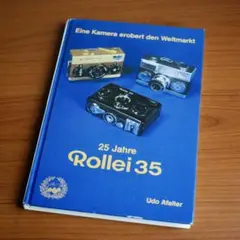 Eine Kamera erobert den Weltmarkt
25 Jahre
Rollei 35
Udo Afalter